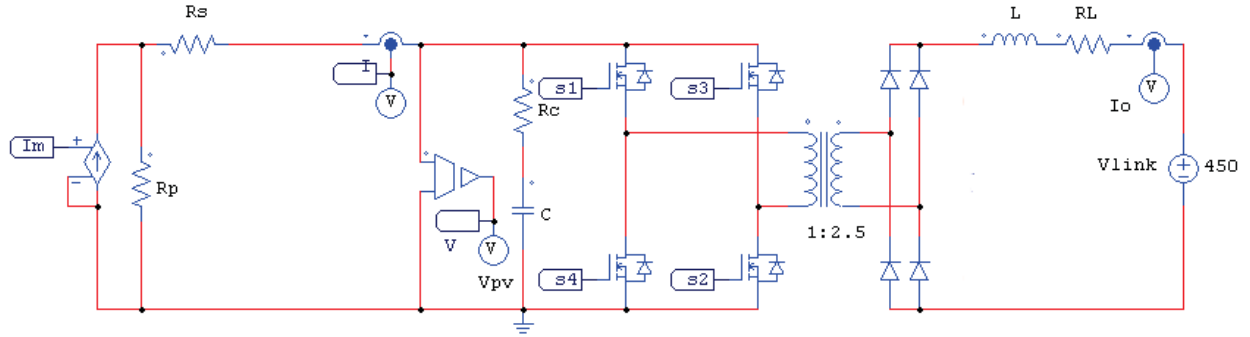 Rs
L
RL
I
V
s1
s3
Rc
V
Io
Im
+
−
Rp
Vlink
+
−
450
C
1:2.5
V
V
s4
s2
Vpv